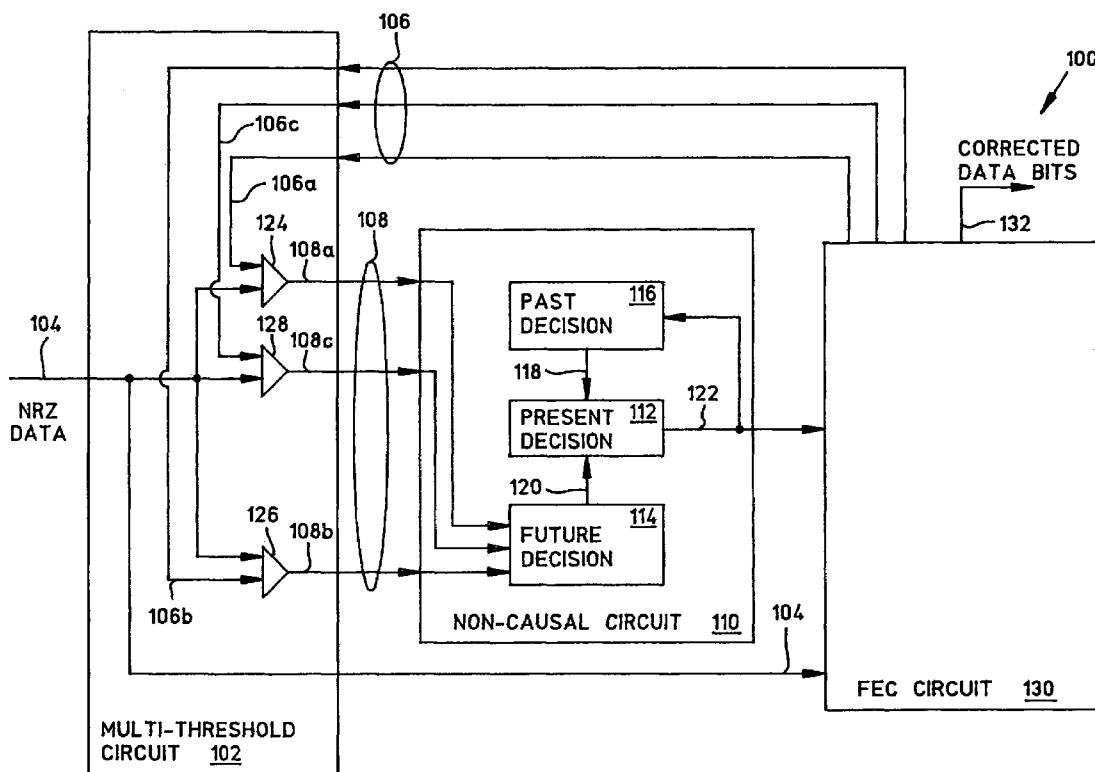 106
100
106c
CORRECTED
DATA BITS
106a
132
124
108a
108
116
PAST
DECISION
104
128
108c
118
NRZ
DATA
112
PRESENT
DECISION
122
120
126
108b
114
FUTURE
DECISION
106b
NON-CAUSAL CIRCUIT 110
104
FEC CIRCUIT 130
MULTI-THRESHOLD
CIRCUIT 102